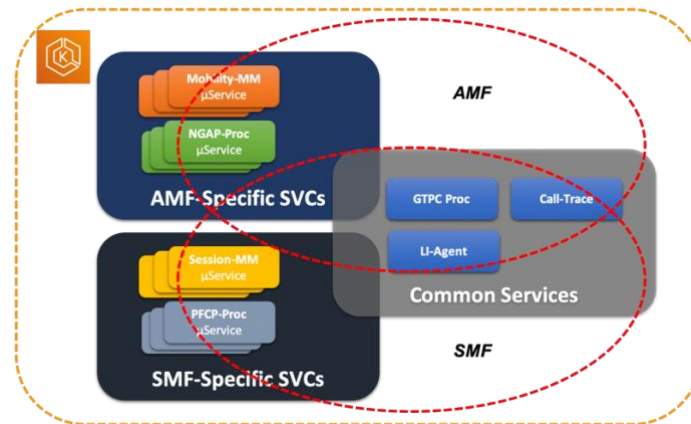 K
Mobility-MM
µService
AMF
NGAP-Proc
µService
AMF-Specific SVCs
GTPC Proc
Call-Trace
LI-Agent
Common Services
Session-MM
µService
PFCP-Proc
µService
SMF-Specific SVCs
SMF